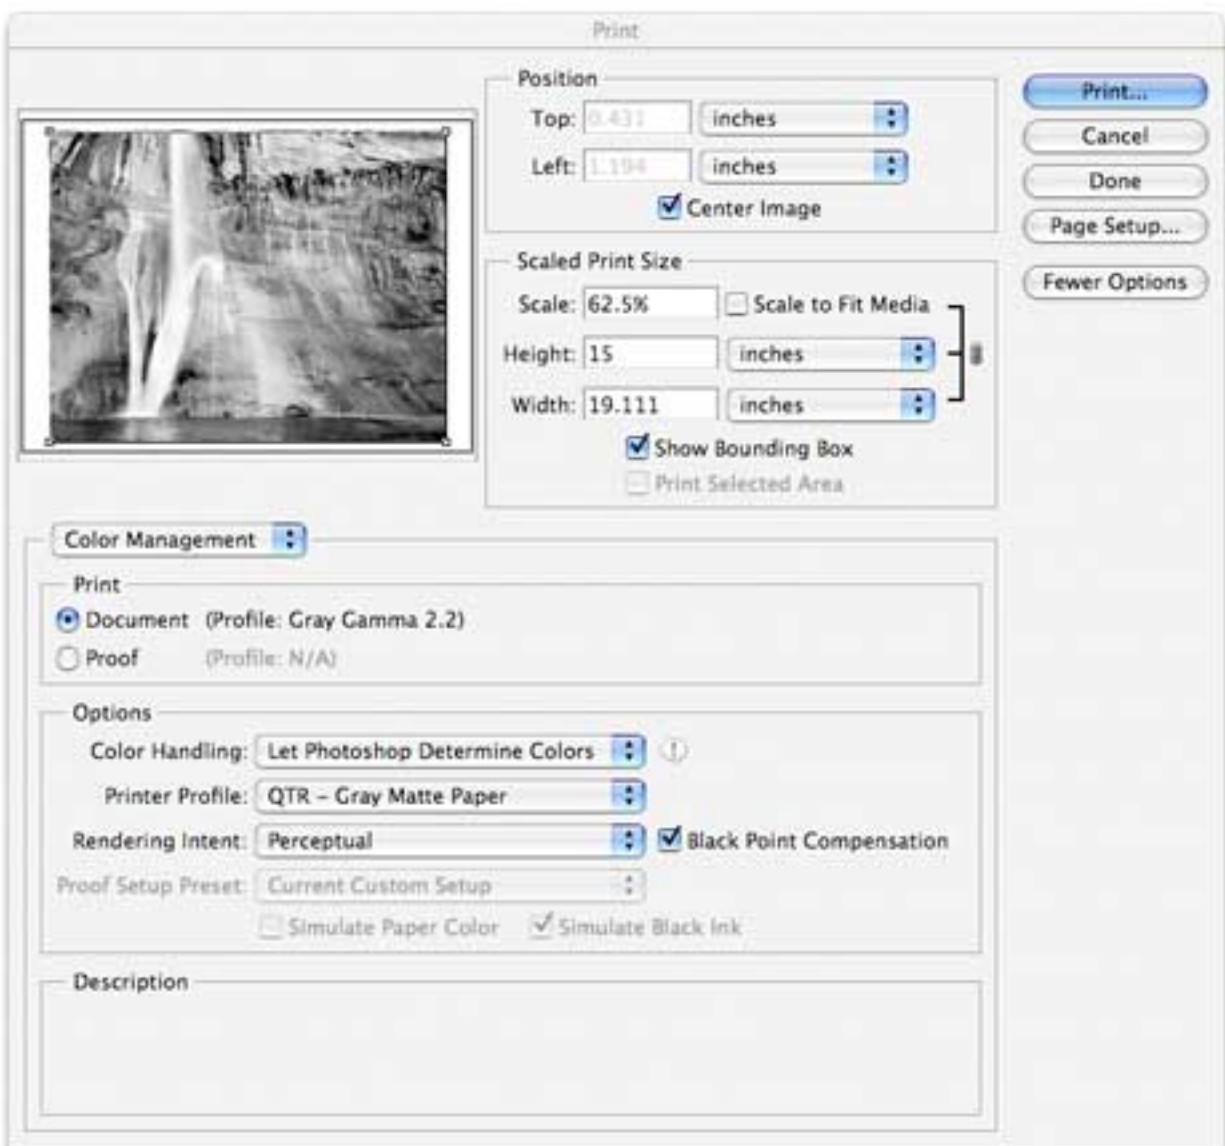 Print
Position
Top: 0.431 inches
Left: 1.194 inches
Center Image
Print...
Cancel
Done
Page Setup...
Fewer Options
Scaled Print Size
Scale: 62.5% Scale to Fit Media
Height: 15 inches
Width: 19.111 inches
Show Bounding Box
Print Selected Area
Color Management
Print
Document (Profile: Gray Gamma 2.2)
Proof (Profile: N/A)
Options
Color Handling: Let Photoshop Determine Colors
Printer Profile: QTR - Gray Matte Paper
Rendering Intent: Perceptual Black Point Compensation
Proof Setup Preset: Current Custom Setup
Simulate Paper Color Simulate Black Ink
Description